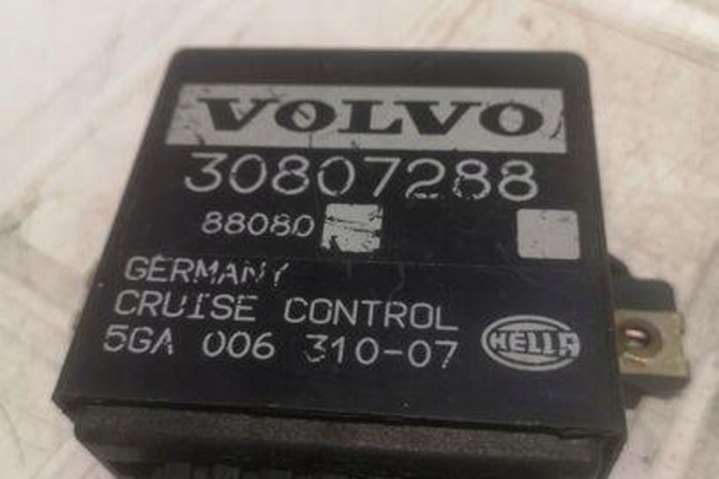 VOLVO
30807288
88080
GERMANY
CRUISE CONTROL
5GA 006 310-07
HELLA